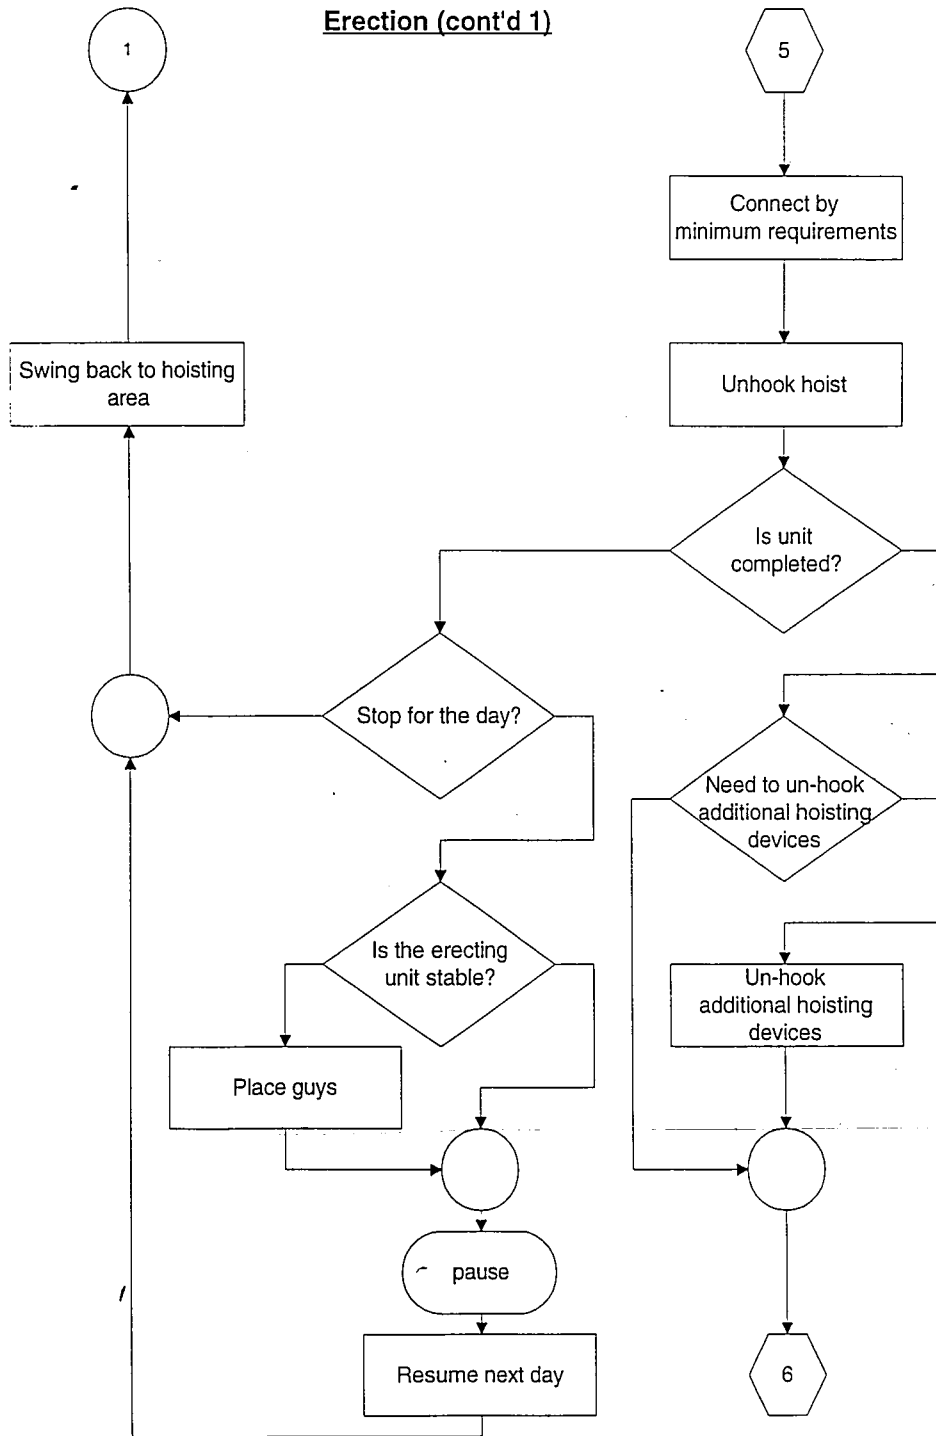 Erection (cont'd 1)
1
5
Connect by
minimum requirements
Swing back to hoisting
area
Unhook hoist
Is unit
completed?
Stop for the day?
Need to un-hook
additional hoisting
devices
Is the erecting
unit stable?
Un-hook
additional hoisting
devices
Place guys
pause
Resume next day
6